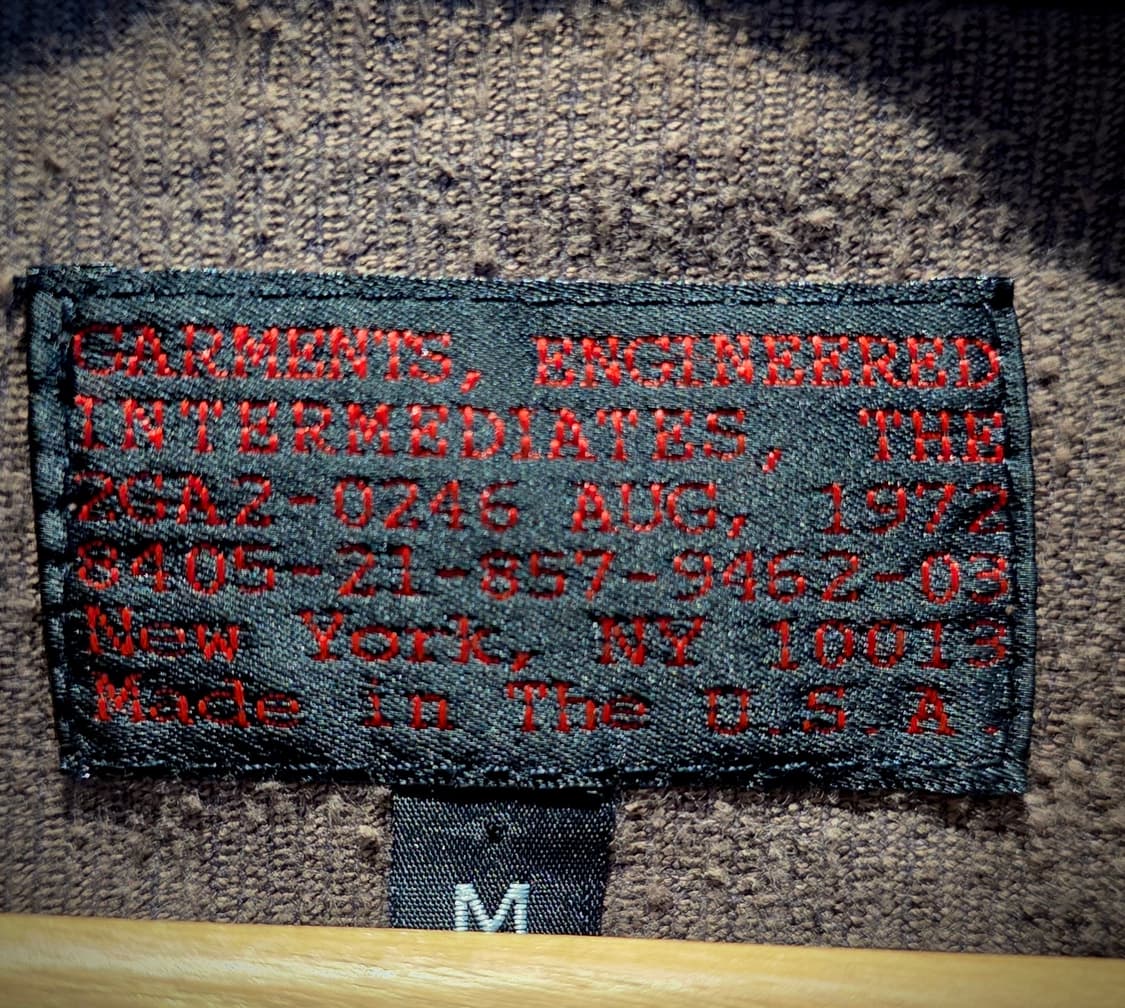 GARMENTS, ENGINEERED
INTERMEDIATES, THE
2GA2-0246 AUG, 1972
8405-21-857-9462-03
New York, NY 10013
Made in The U.S.A.
M